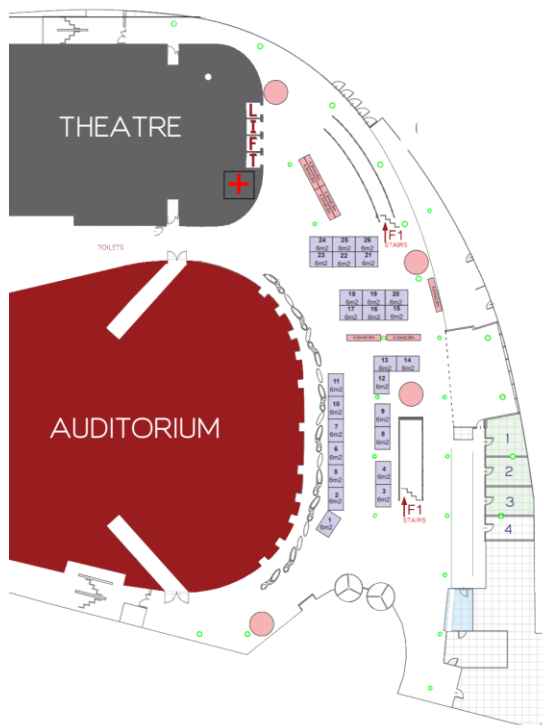 THEATRE
L
I
F
T
TOILETS
F1
STAIRS
24 25 26
6m2 6m2 6m2
23 22 21
6m2 6m2 6m2
18 19 20
6m2 6m2 6m2
17 16 15
6m2 6m2 6m2
13 14
6m2 6m2
12
6m2
11
6m2
10
6m2
9
6m2
7
6m2
8
6m2
AUDITORIUM
6
6m2
5
6m2
4
6m2
2
6m2
3
6m2
1
6m2
F1
STAIRS
1
2
3
4